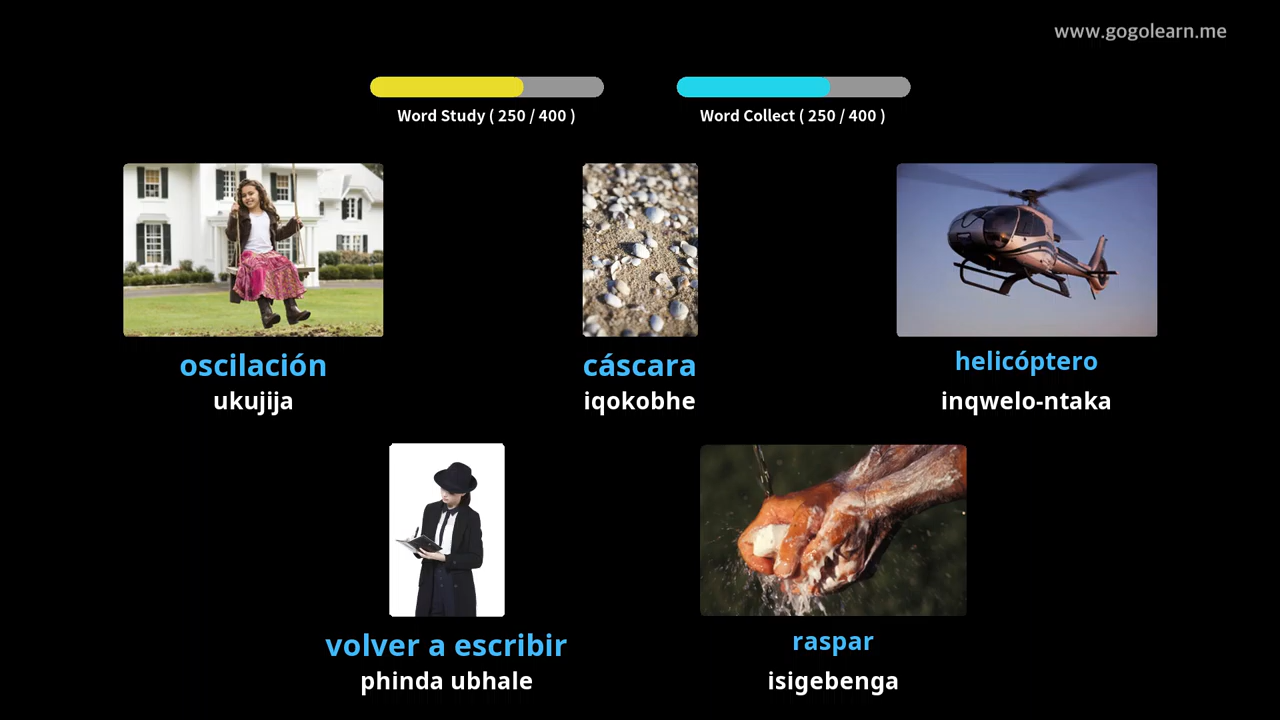 www.gogolearn.me
Word Study ( 250 / 400 )
Word Collect ( 250 / 400 )
oscilación
ukujija
cáscara
iqokobhe
helicóptero
inqwelo-ntaka
volver a escribir
phinda ubhale
raspar
isigebenga